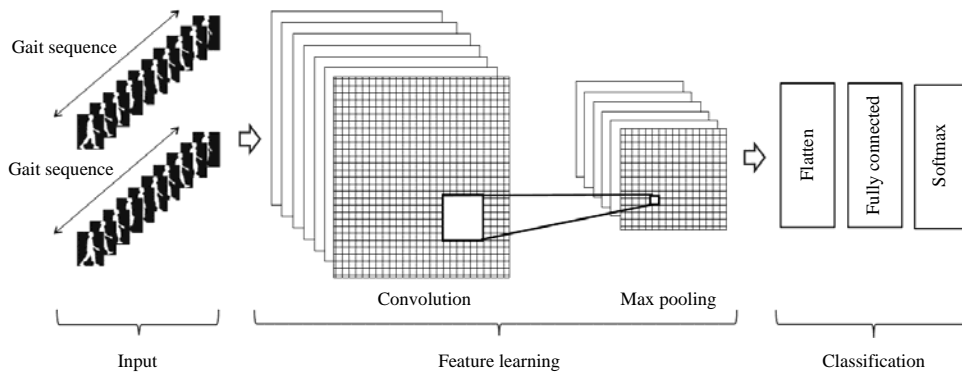 Gait sequence
Gait sequence
Convolution
Max pooling
Flatten
Fully connected
Softmax
Input
Feature learning
Classification